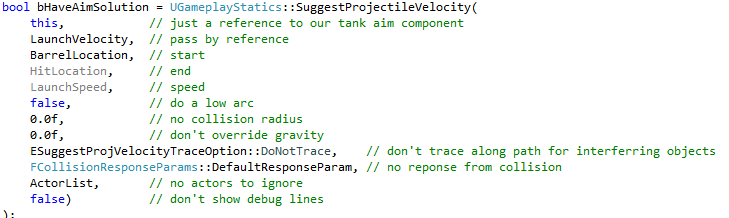 bool bHaveAimSolution = UGameplayStatics::SuggestProjectileVelocity(
this, // just a reference to our tank aim component
LaunchVelocity, // pass by reference
BarrelLocation, // start
HitLocation, // end
LaunchSpeed, // speed
false, // do a low arc
0.0f, // no collision radius
0.0f, // don't override gravity
ESuggestProjVelocityTraceOption::DoNotTrace, // don't trace along path for interferring objects
FCollisionResponseParams::DefaultResponseParam, // no reponse from collision
ActorList, // no actors to ignore
false) // don't show debug lines
);